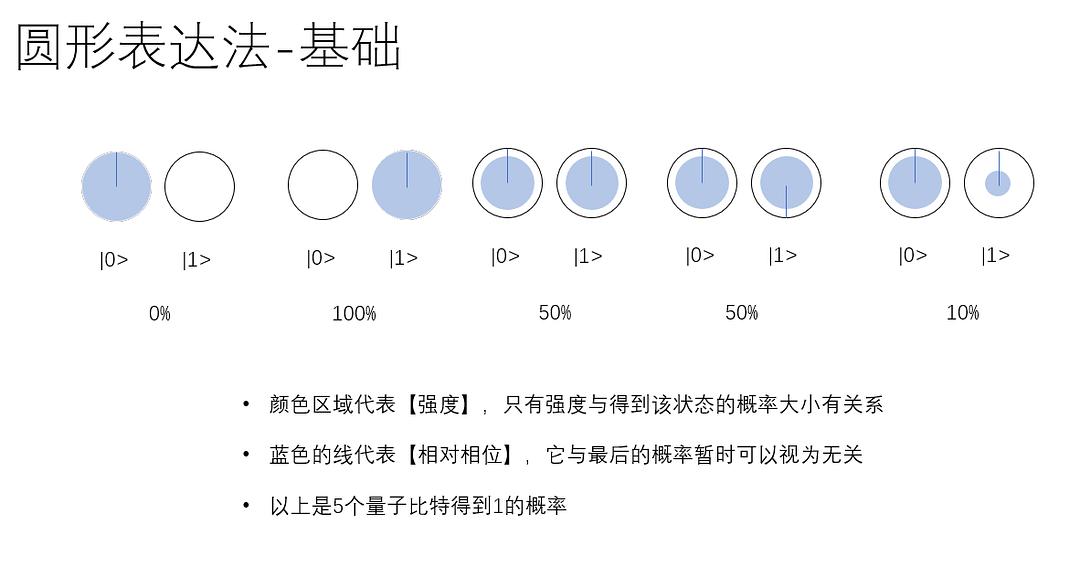 圆形表达法-基础
|0> |1> |0> |1> |0> |1> |0> |1> |0> |1>
0% 100% 50% 50% 10%
• 颜色区域代表【强度】，只有强度与得到该状态的概率大小有关系
• 蓝色的线代表【相对相位】，它与最后的概率暂时可以视为无关
• 以上是5个量子比特得到1的概率